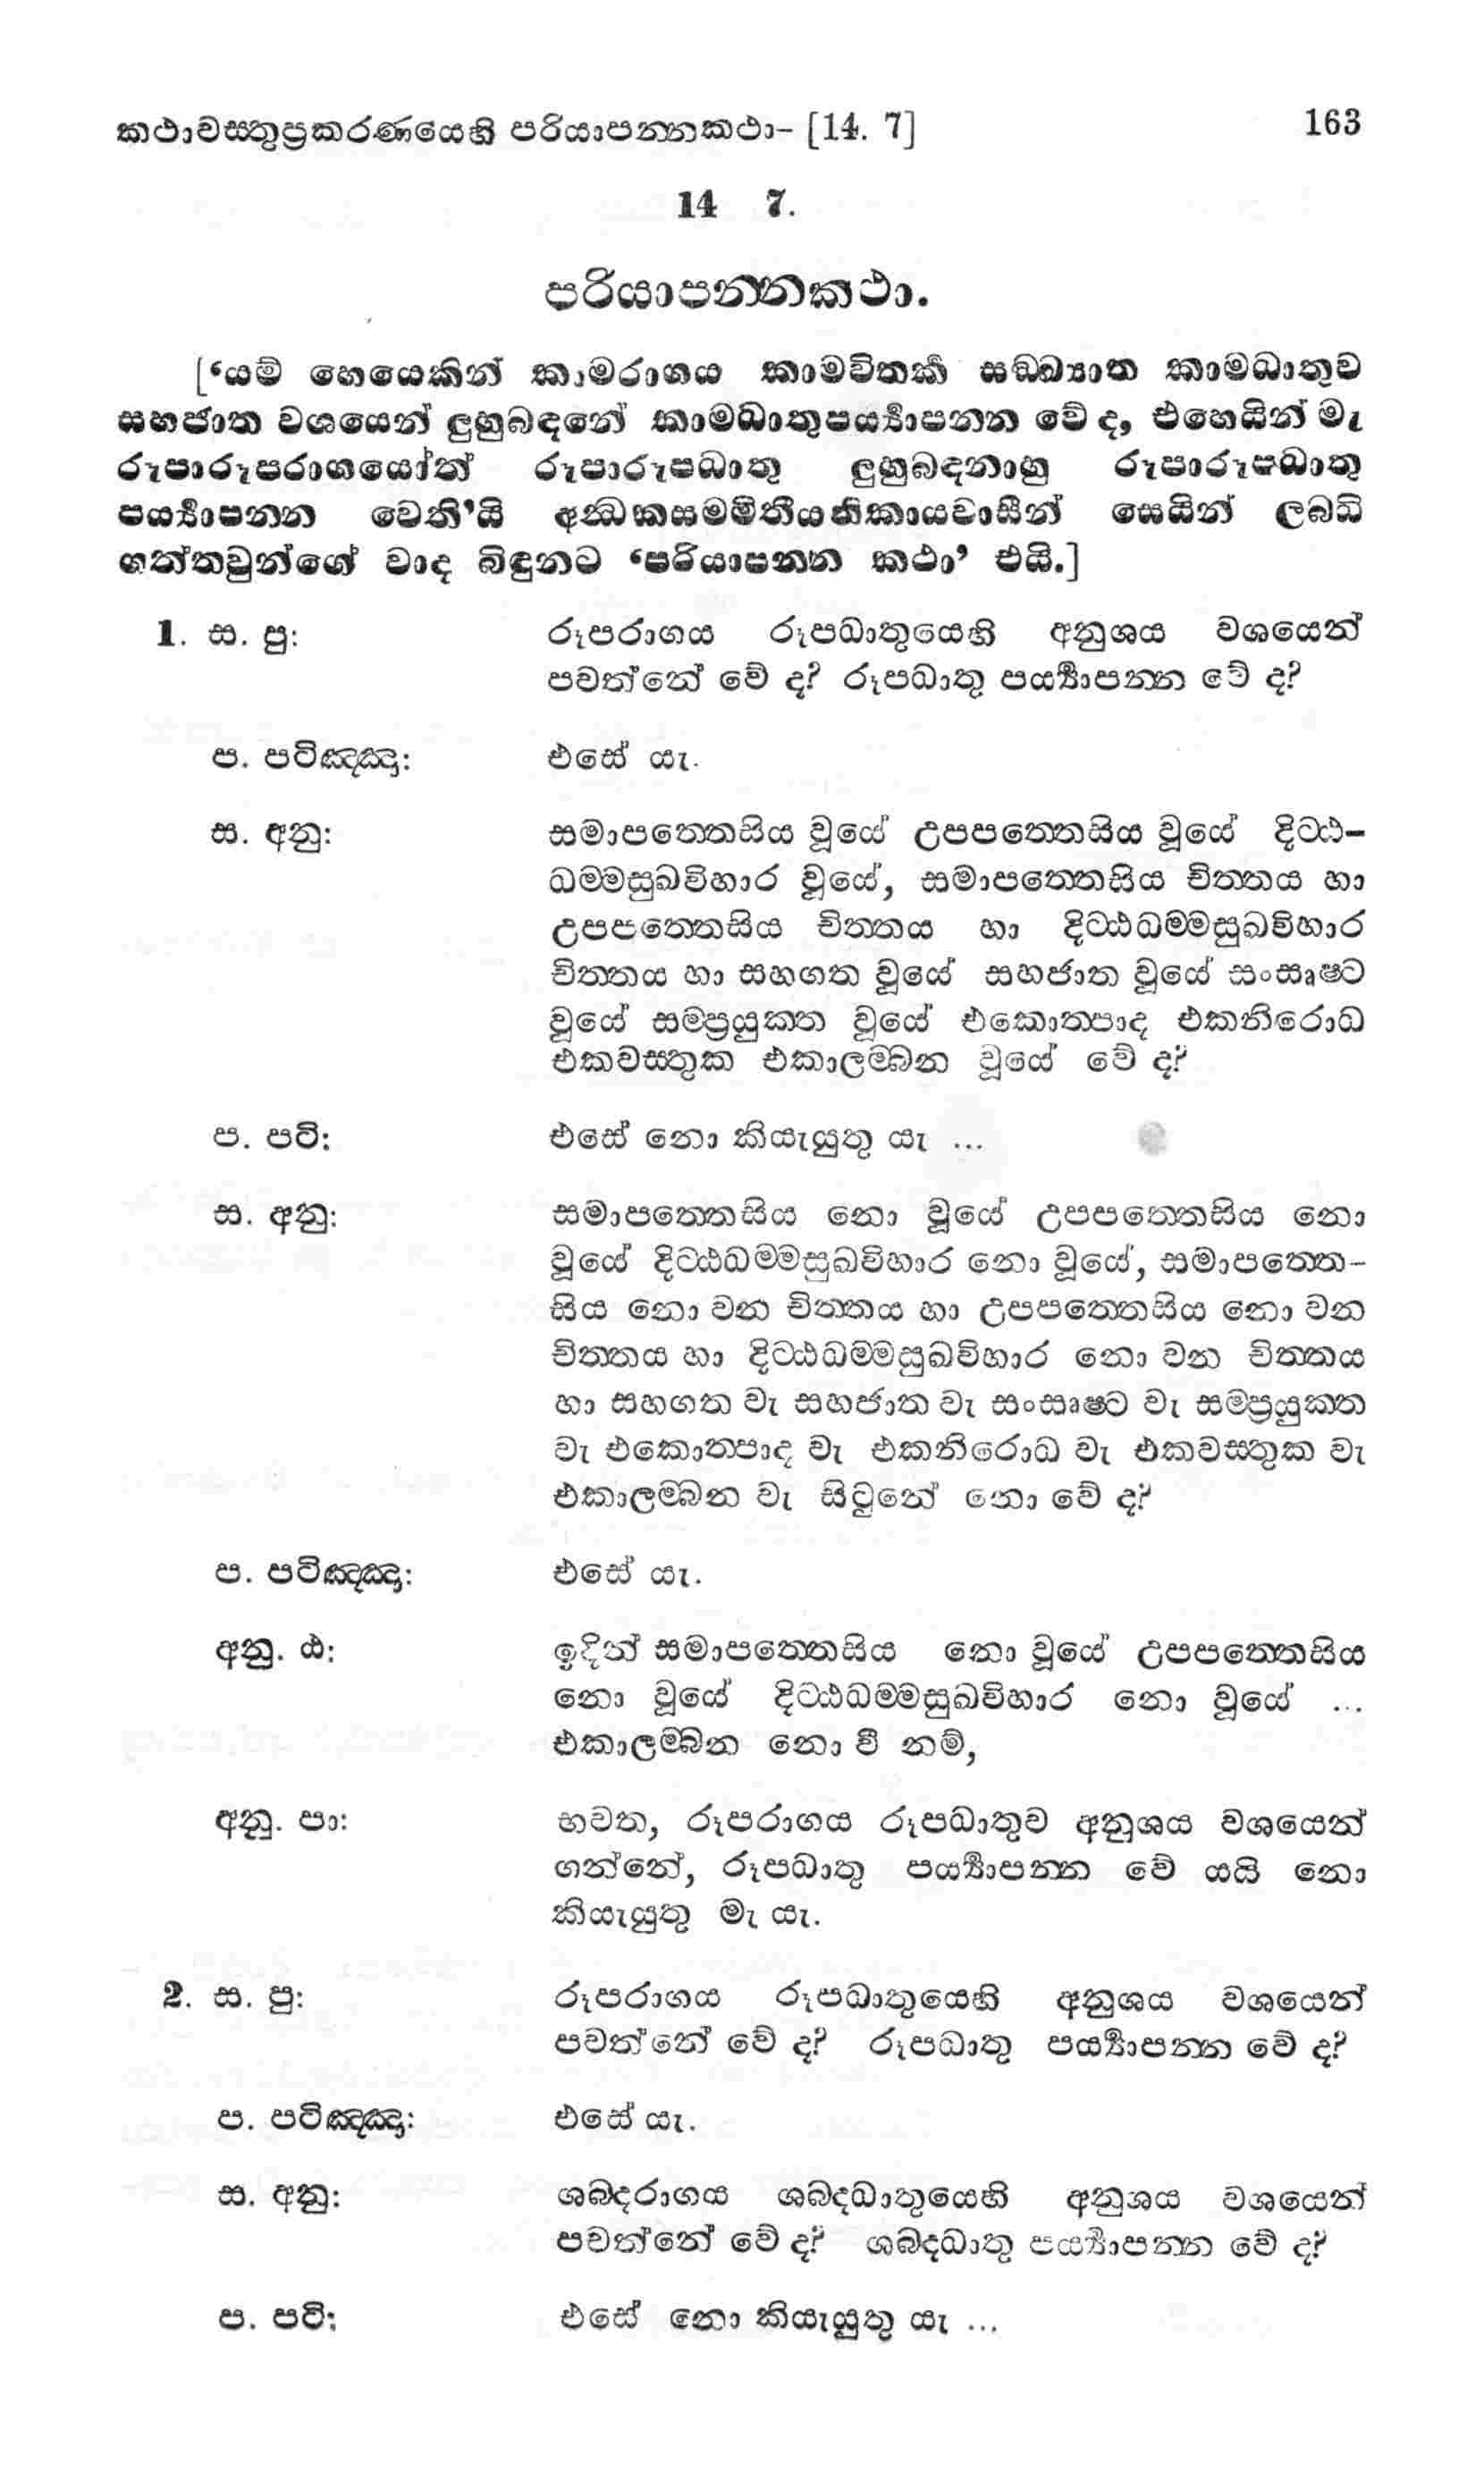 කථාවස්තුප්‍රකරණයෙහි පරියාපන්නකථා- [14. 7] 163
14 7.
පරියාපන්නකථා.
[‘යම් හෙයෙකින් කාමරාගය කාමවිතර්ක සඞ්ඛ්‍යාත කාමධාතුව
සහජාත වශයෙන් ලුහුබඳනේ කාමධාතුපර්‍ය්‍යාපන්න වේ ද, එහෙයින් මැ
රූපාරූපරාගයෝත් රූපාරූපධාතු ලුහුබඳනාහු රූපාරූපධාතු
පර්‍ය්‍යාපන්න වෙති’යි අන්ධකසම්මිතීයනිකායවාසීන් සෙයින් ලබ්ධි
ගත්තවුන්ගේ වාද බිඳුනට ‘පරියාපන්න කථා’ එයි.]
1. ස. පු: රූපරාගය රූපධාතුයෙහි අනුශය වශයෙන්
පවත්නේ වේ ද? රූපධාතු පර්‍ය්‍යාපන්න වේ ද?
ප. පටිඤ්ඤා: එසේ යැ.
ස. අනු: සමාපත්තෙසිය වූයේ උපපත්තෙසිය වූයේ දිට්ඨ-
ධම්මසුඛවිහාර වූයේ, සමාපත්තෙසිය චිත්තය හා
උපපත්තෙසිය චිත්තය හා දිට්ඨධම්මසුඛවිහාර
චිත්තය හා සහගත වූයේ සහජාත වූයේ සංසෘෂ්ට
වූයේ සම්ප්‍රයුක්ත වූයේ එකොත්පාද එකනිරොධ
එකවස්තුක එකාලම්බන වූයේ වේ ද?
ප. පටි: එසේ නො කියැයුතු යැ ...
ස. අනු: සමාපත්තෙසිය නො වූයේ උපපත්තෙසිය නො
වූයේ දිට්ඨධම්මසුඛවිහාර නො වූයේ, සමාපත්තෙ-
සිය නො වන චිත්තය හා උපපත්තෙසිය නො වන
චිත්තය හා දිට්ඨධම්මසුඛවිහාර නො වන චිත්තය
හා සහගත වැ සහජාත වැ සංසෘෂ්ට වැ සම්ප්‍රයුක්ත
වැ එකොත්පාද වැ එකනිරොධ වැ එකවස්තුක වැ
එකාලම්බන වැ සිටුනේ නො වේ ද?
ප. පටිඤ්ඤා: එසේ යැ.
අනු. ඨ: ඉදින් සමාපත්තෙසිය නො වූයේ උපපත්තෙසිය
නො වූයේ දිට්ඨධම්මසුඛවිහාර නො වූයේ ...
එකාලම්බන නො වී නම්,
අනු. පා: භවත, රූපරාගය රූපධාතුව අනුශය වශයෙන්
ගන්නේ, රූපධාතු පර්‍ය්‍යාපන්න වේ යයි නො
කියැයුතු මැ යැ.
2. ස. පු: රූපරාගය රූපධාතුයෙහි අනුශය වශයෙන්
පවත්නේ වේ ද? රූපධාතු පර්‍ය්‍යාපන්න වේ ද?
ප. පටිඤ්ඤා: එසේ යැ.
ස. අනු: ශබ්දරාගය ශබ්දධාතුයෙහි අනුශය වශයෙන්
පවත්නේ වේ ද? ශබ්දධාතු පර්‍ය්‍යාපන්න වේ ද?
ප. පටි: එසේ නො කියැයුතු යැ ...